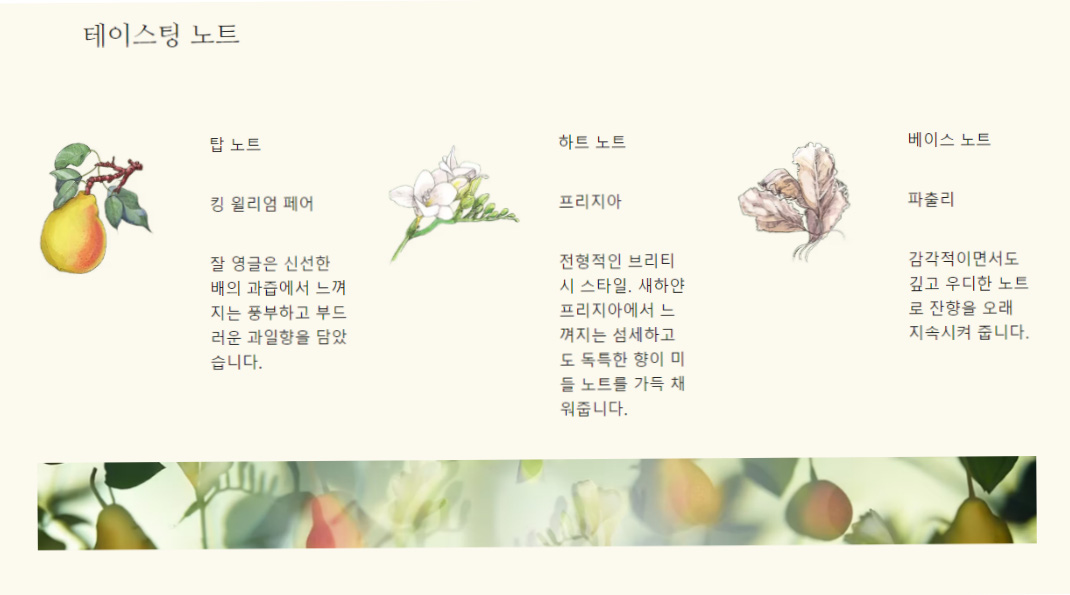 테이스팅 노트
탑 노트
킹 윌리엄 페어
잘 영글은 신선한
배의 과즙에서 느껴
지는 풍부하고 부드
러운 과일향을 담았
습니다.
하트 노트
프리지아
전형적인 브리티
시 스타일. 새하얀
프리지아에서 느
껴지는 섬세하고
도 독특한 향이 미
들 노트를 가득 채
워줍니다.
베이스 노트
파출리
감각적이면서도
깊고 우디한 노트
로 잔향을 오래
지속시켜 줍니다.